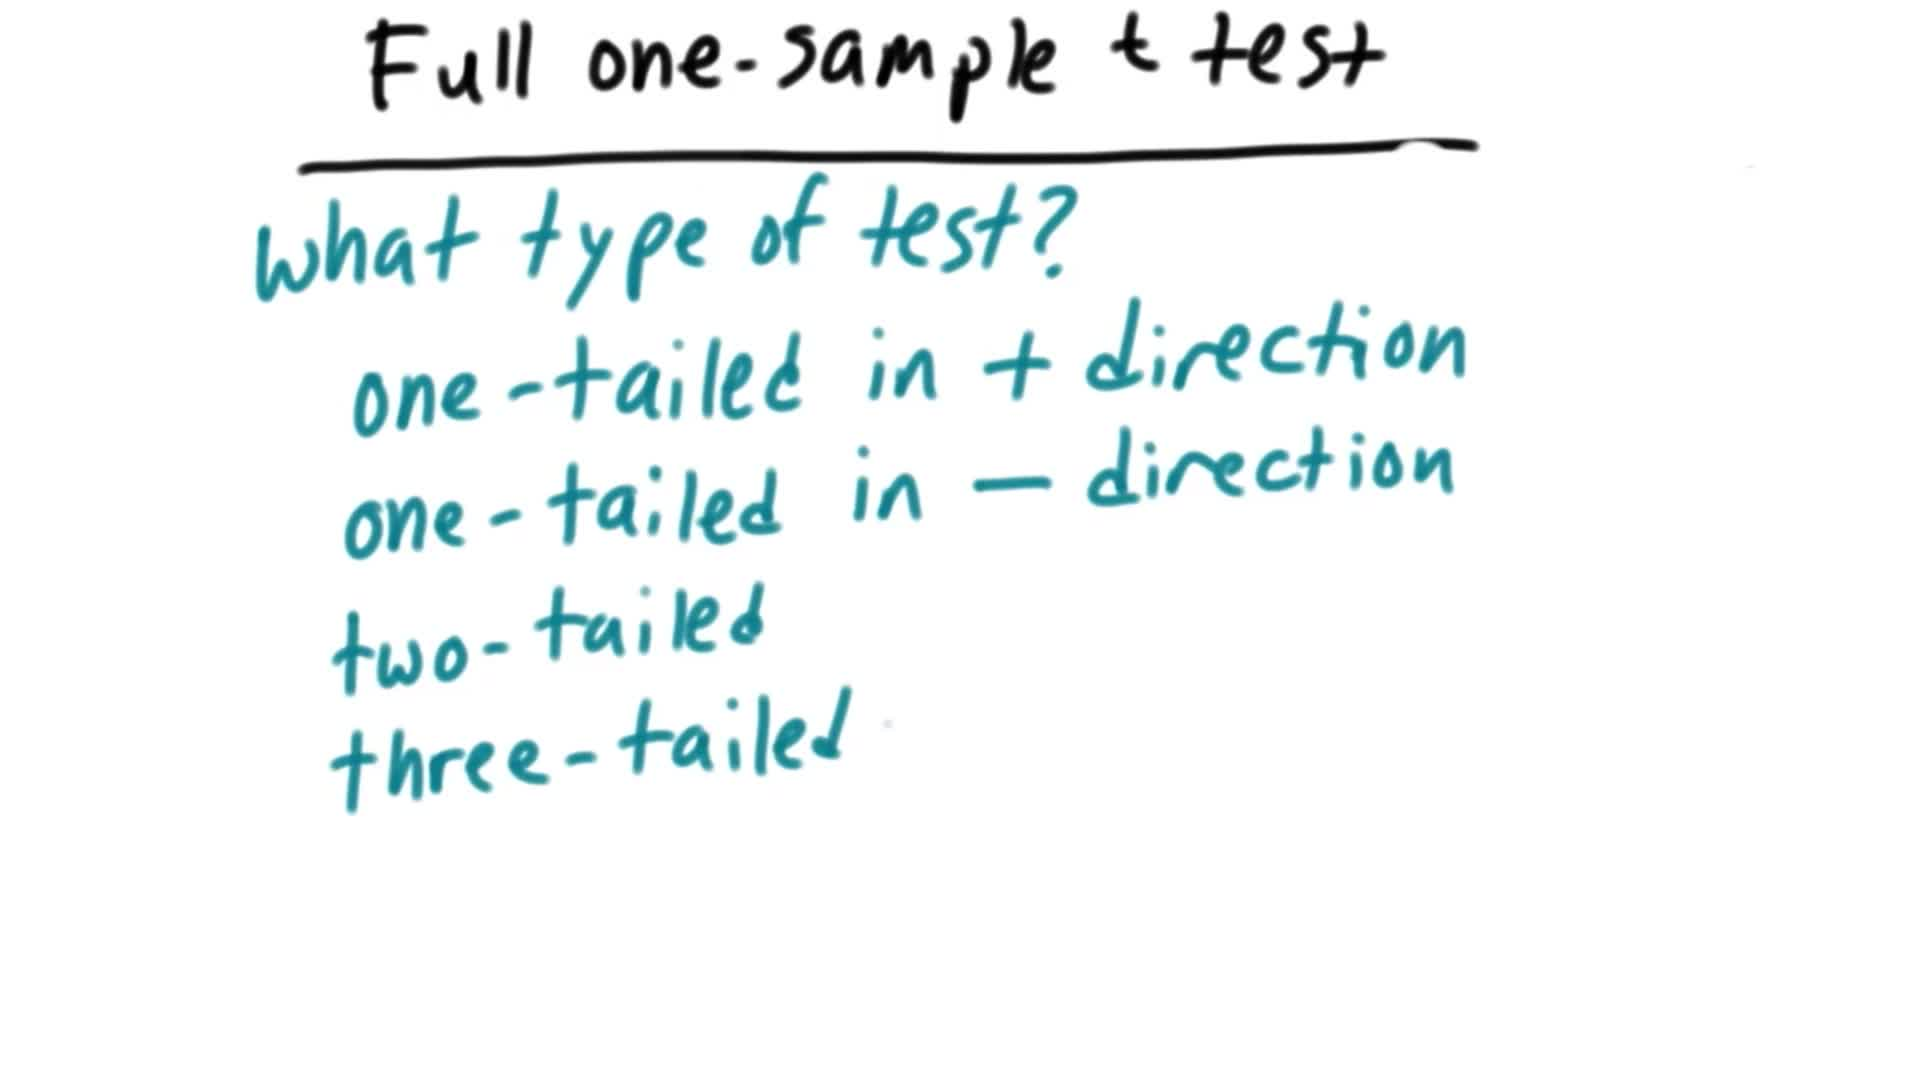 Full one-sample t test
What type of test?
one-tailed in + direction
one-tailed in — direction
two-tailed
three-tailed